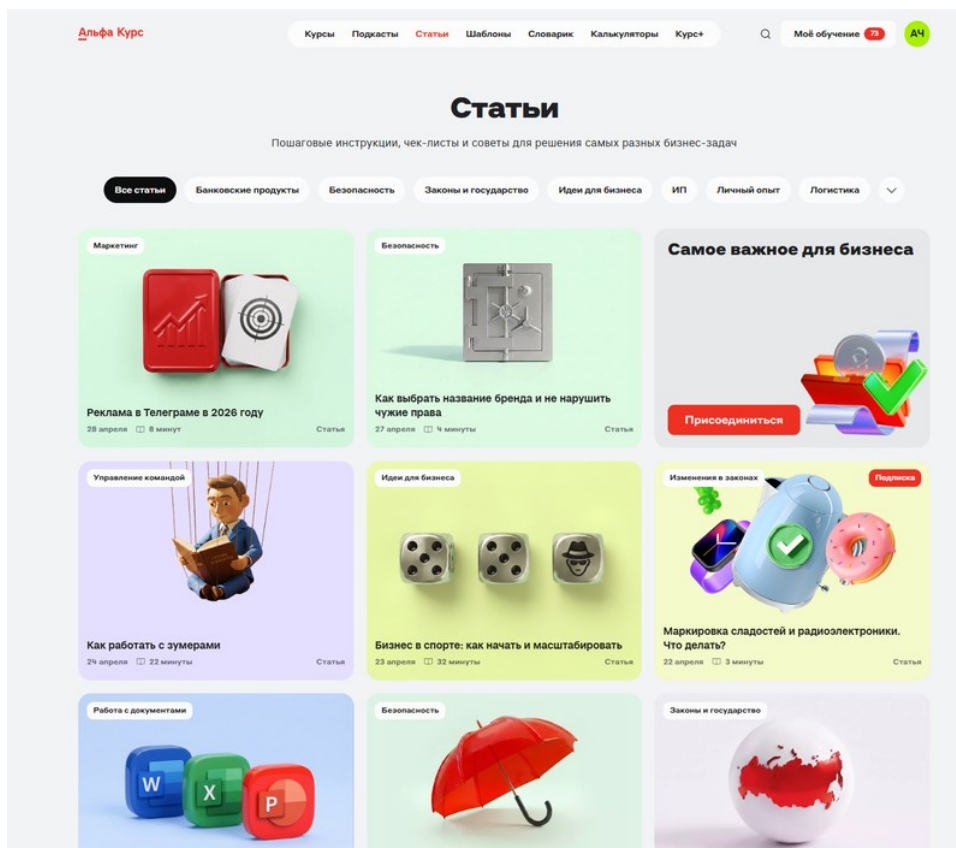 Альфа Курс
Курсы Подкасты Статьи Шаблоны Словарик Калькуляторы Курс+
Моё обучение 73
АЧ
Статьи
Пошаговые инструкции, чек-листы и советы для решения самых разных бизнес-задач
Все статьи Банковские продукты Безопасность Законы и государство Идеи для бизнеса ИП Личный опыт Логистика
Маркетинг
Реклама в Телеграме в 2026 году
28 апреля 8 минут Статья
Безопасность
Как выбрать название бренда и не нарушить
чужие права
27 апреля 4 минуты Статья
Самое важное для бизнеса
Присоединиться
Управление командой
Как работать с зумерами
24 апреля 22 минуты Статья
Идеи для бизнеса
Бизнес в спорте: как начать и масштабировать
23 апреля 32 минуты Статья
Изменения в законах
Подписка
Маркировка сладостей и радиоэлектроники.
Что делать?
22 апреля 3 минуты Статья
Работа с документами
W
X
P
Безопасность
Законы и государство